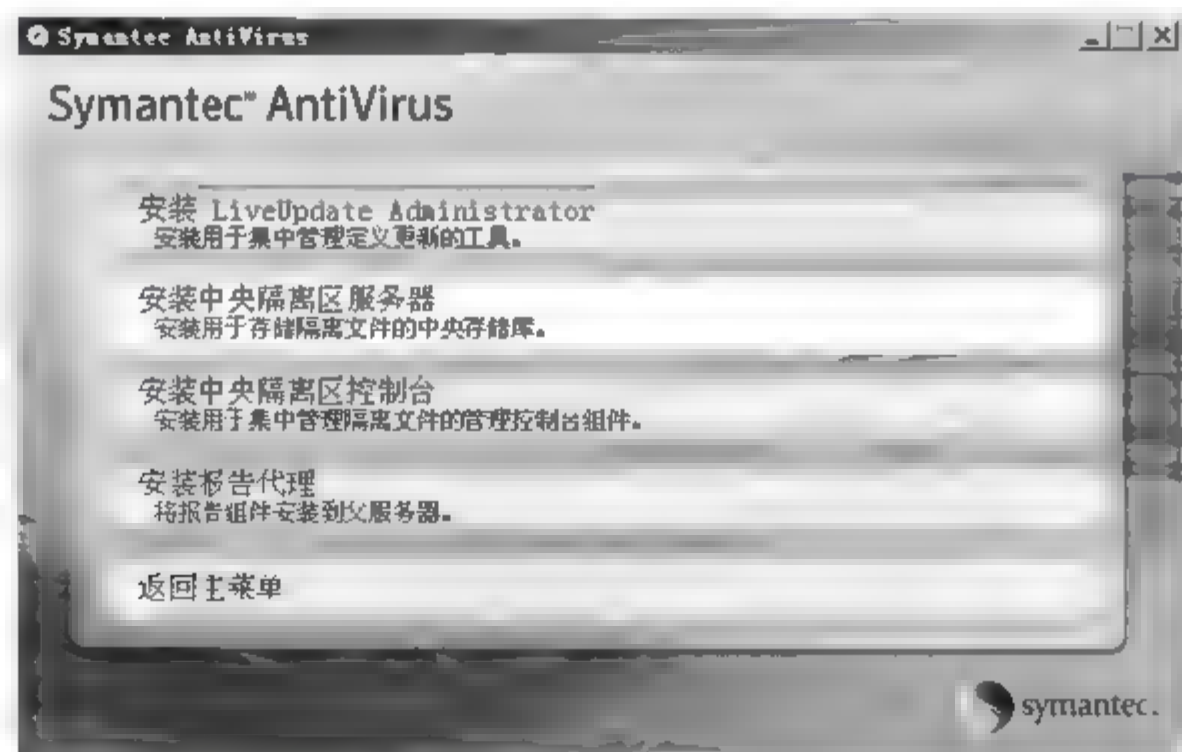 Symantec AntiVirus
Symantec™ AntiVirus
安装 LiveUpdate Administrator
安装用于集中管理定义更新的工具。
安装中央隔离区服务器
安装用于存储隔离文件的中央存储库。
安装中央隔离区控制台
安装用于集中管理隔离文件的管理控制台组件。
安装报告代理
将报告组件安装到父服务器。
返回主菜单
symantec.